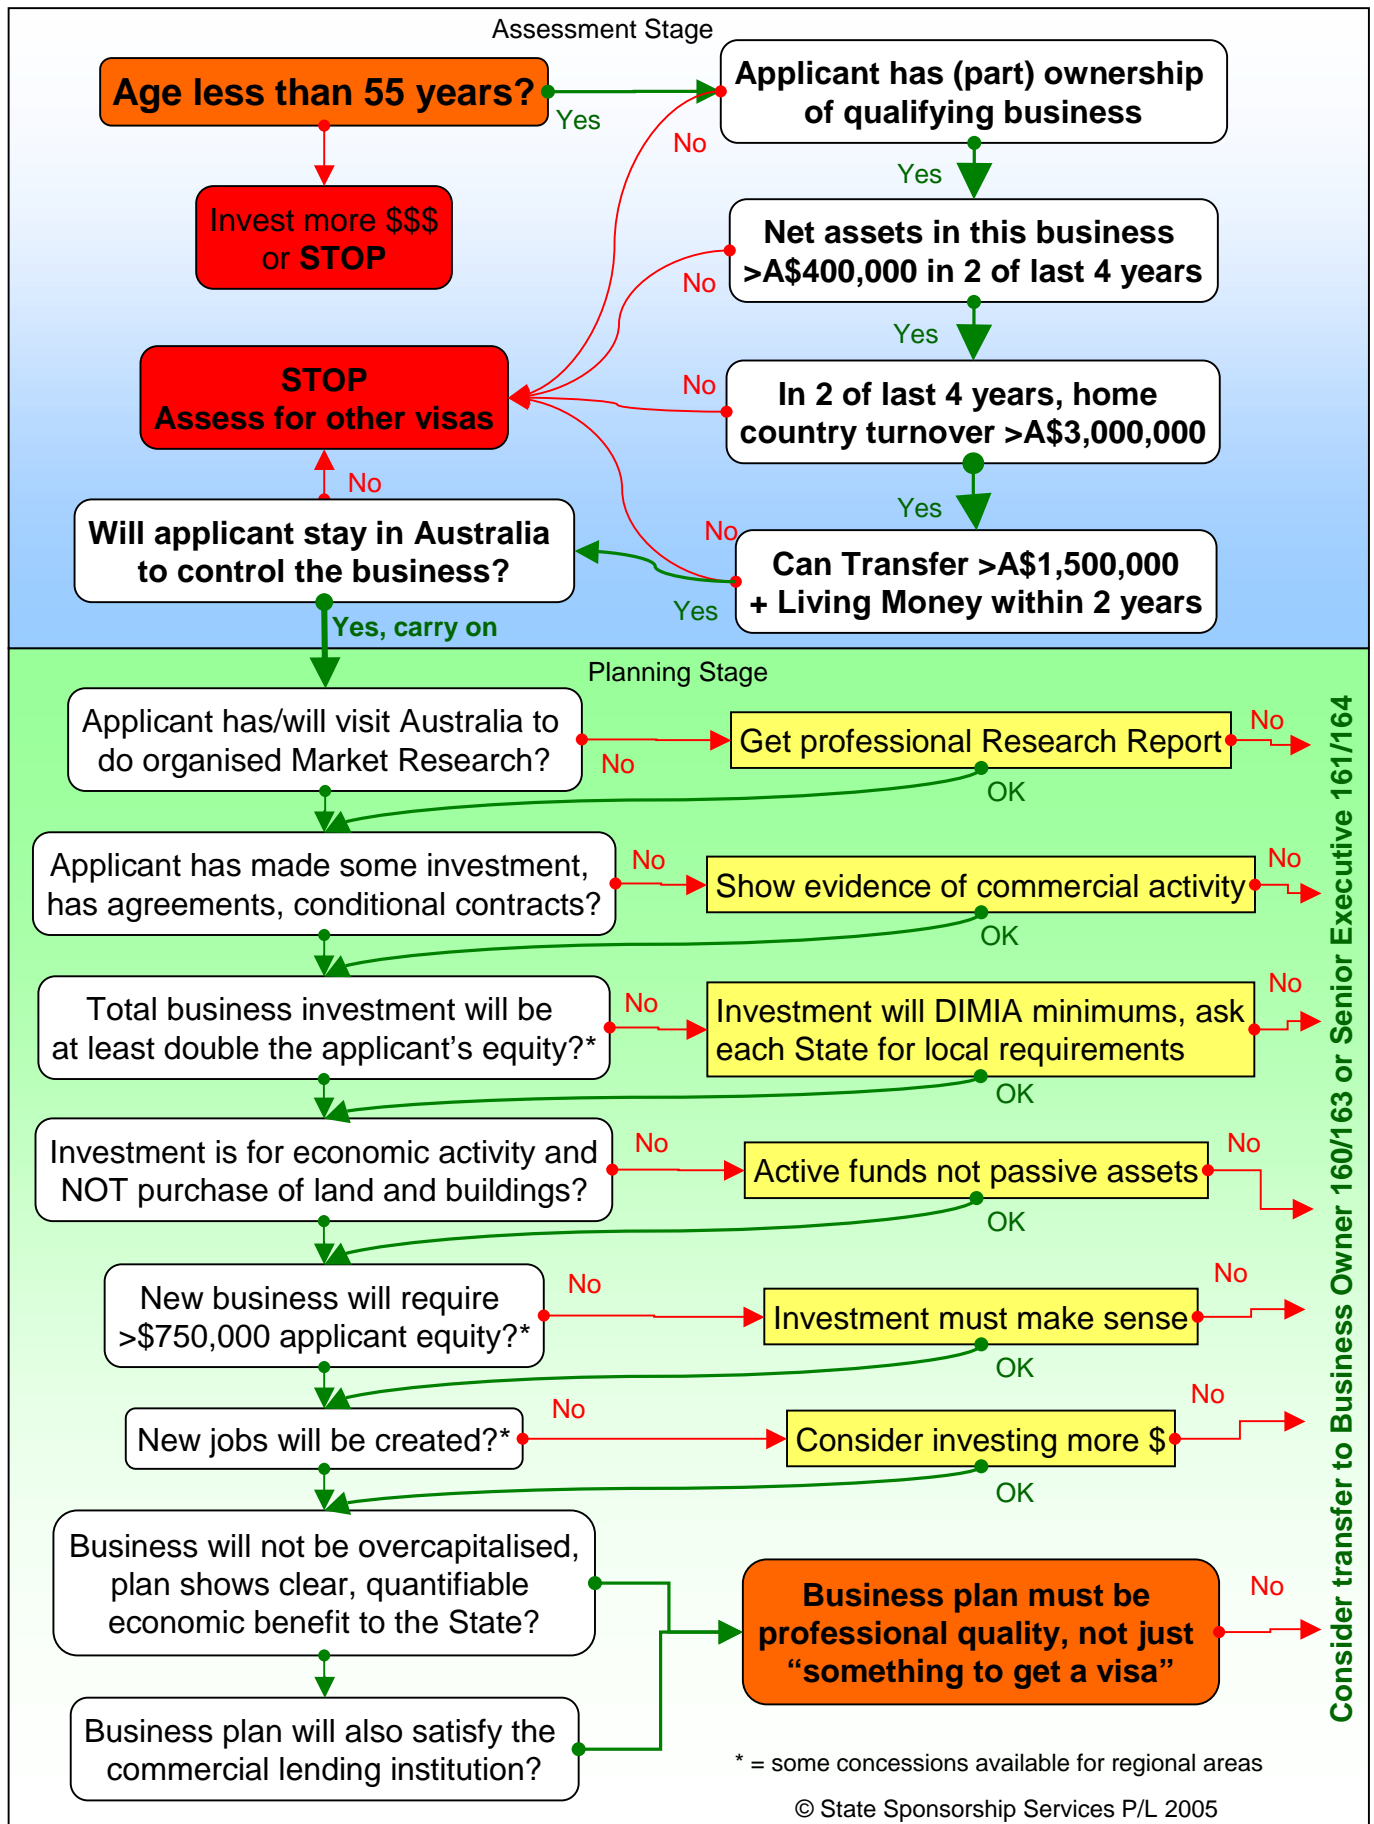 Assessment Stage
Age less than 55 years?
Yes
Applicant has (part) ownership
of qualifying business
No
Yes
Invest more $$$
or STOP
Net assets in this business
>A$400,000 in 2 of last 4 years
No
Yes
STOP
Assess for other visas
No
In 2 of last 4 years, home
country turnover >A$3,000,000
No
Yes
Will applicant stay in Australia
to control the business?
No
Can Transfer >A$1,500,000
+ Living Money within 2 years
Yes
Yes, carry on
Planning Stage
Applicant has/will visit Australia to
do organised Market Research?
No
Get professional Research Report
No
OK
Applicant has made some investment,
has agreements, conditional contracts?
No
Show evidence of commercial activity
No
OK
Total business investment will be
at least double the applicant's equity?*
No
Investment will DIMIA minimums, ask
each State for local requirements
No
OK
Investment is for economic activity and
NOT purchase of land and buildings?
No
Active funds not passive assets
No
OK
New business will require
>$750,000 applicant equity?*
No
Investment must make sense
No
OK
New jobs will be created?*
No
Consider investing more $
No
OK
Business will not be overcapitalised,
plan shows clear, quantifiable
economic benefit to the State?
Business plan must be
professional quality, not just
“something to get a visa”
No
Business plan will also satisfy the
commercial lending institution?
Consider transfer to Business Owner 160/163 or Senior Executive 161/164
* = some concessions available for regional areas
© State Sponsorship Services P/L 2005